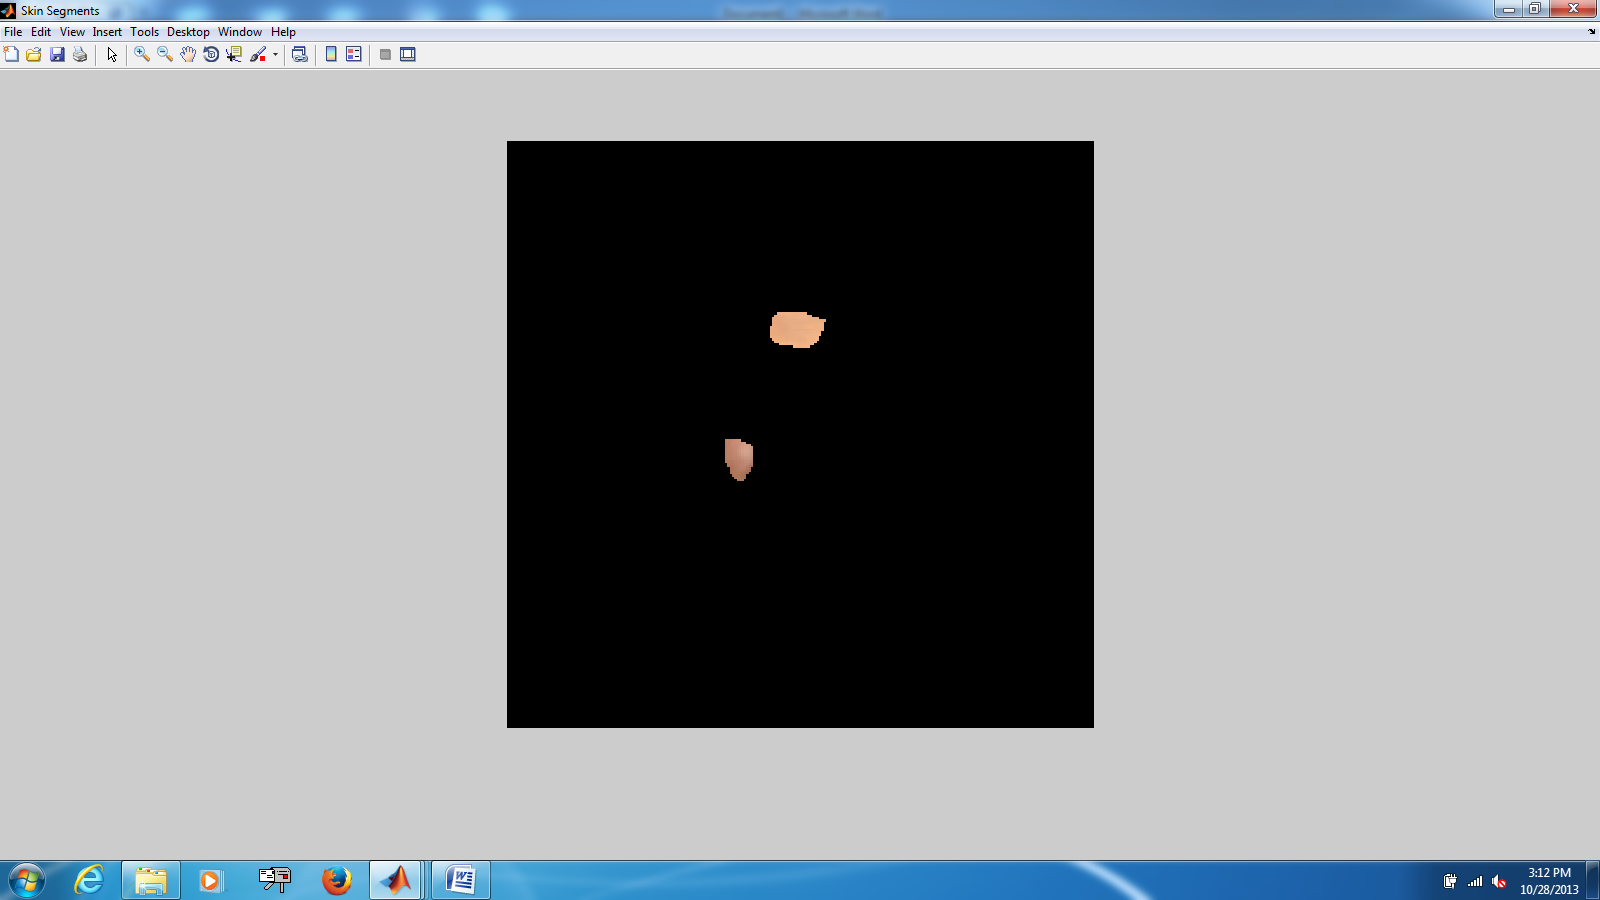 Skin Segments
File Edit View Insert Tools Desktop Window Help
3:12 PM
10/28/2013